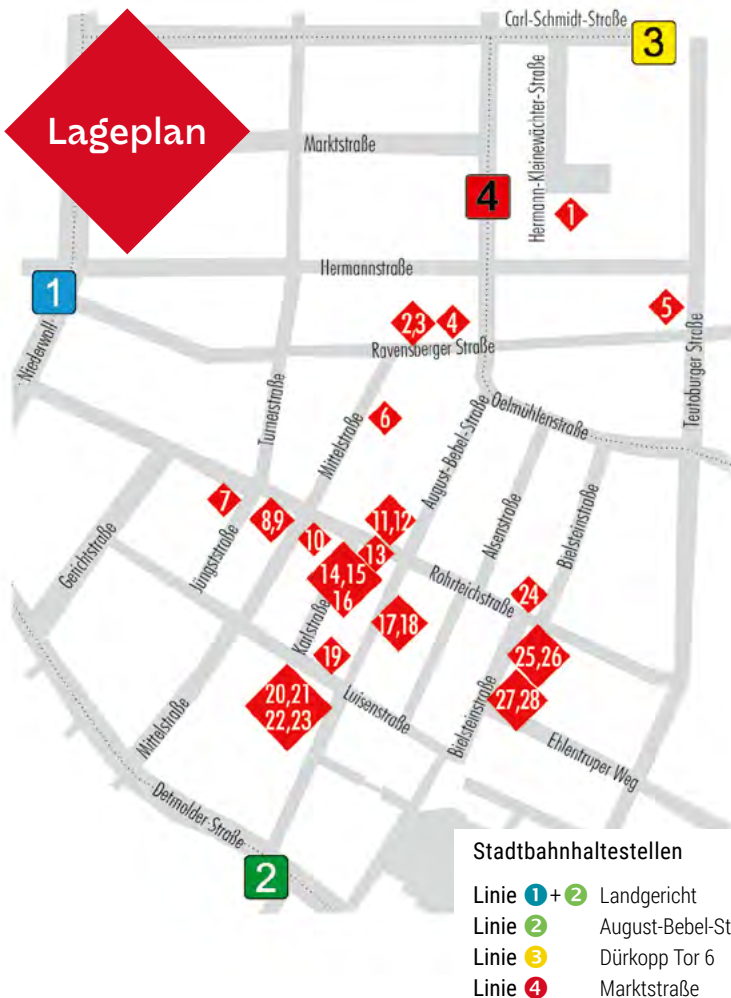 Carl-Schmidt-Straße
3
Lageplan
Hermann-Kleinewächter-Straße
Marktstraße
4
1
Hermannstraße
1
5
2,3
4
Niederwall
Ravensberger Straße
Teutoburger Straße
Turnerstraße
Mittelstraße
6
August-Bebel-Straße
Oelmühlenstraße
7
8,9
11,12
Alsenstraße
Bielsteinstraße
Gerichtstraße
Jüngststraße
10
13
Rohrteichstraße
14,15
16
24
17,18
Karlstraße
19
25,26
20,21
22,23
Luisenstraße
Bielsteinstraße
27,28
Mittelstraße
Ehlentruper Weg
Detmolder-Straße
2
Stadtbahnhaltestellen
Linie 1 + 2 Landgericht
Linie 2 August-Bebel-St
Linie 3 Dürkopp Tor 6
Linie 4 Marktstraße